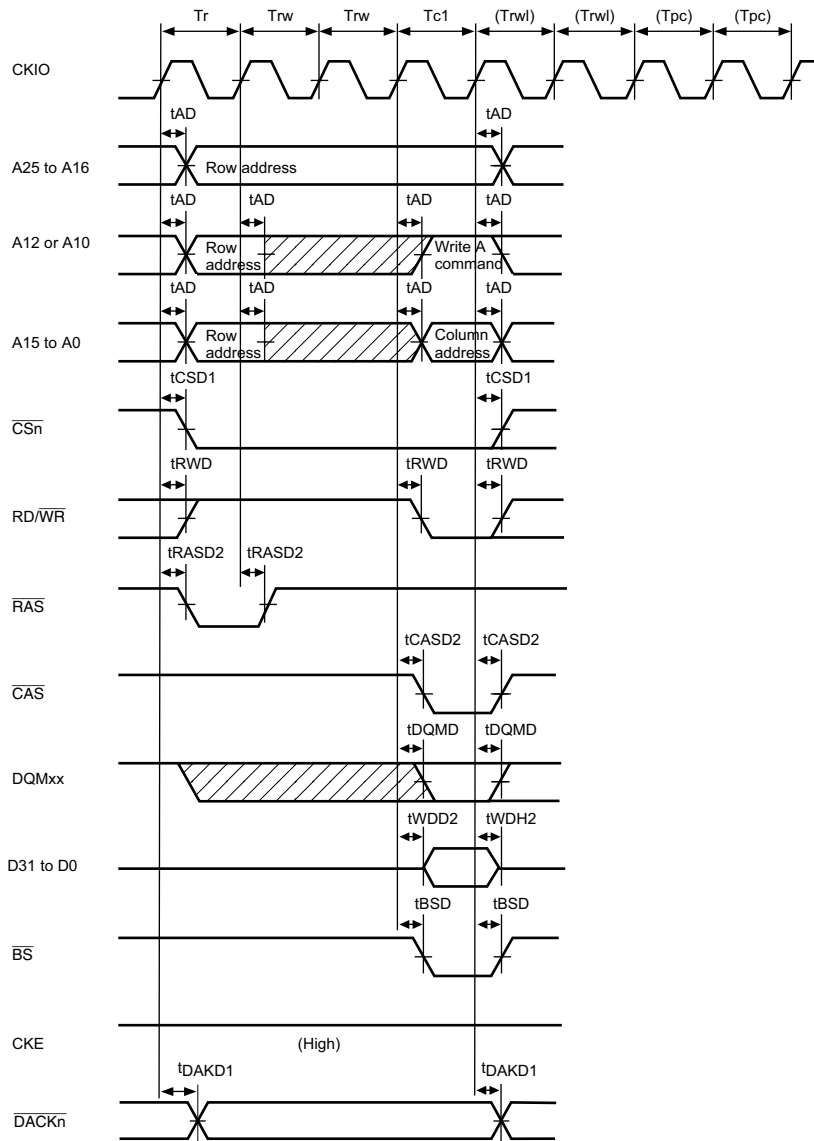 Tr Trw Trw Tc1 (Trwl) (Trwl) (Tpc) (Tpc)
CKIO
tAD tAD
A25 to A16 Row address
tAD tAD tAD tAD
A12 or A10 Row address Write A command
tAD tAD tAD tAD
A15 to A0 Row address Column address
tCSD1 tCSD1
CSn
tRWD tRWD tRWD
RD/WR
tRASD2 tRASD2
RAS
tCASD2 tCASD2
CAS
tDQMD tDQMD
DQMxx
tWDD2 tWDH2
D31 to D0
tBSD tBSD
BS
CKE (High)
tDAKD1 tDAKD1
DACKn